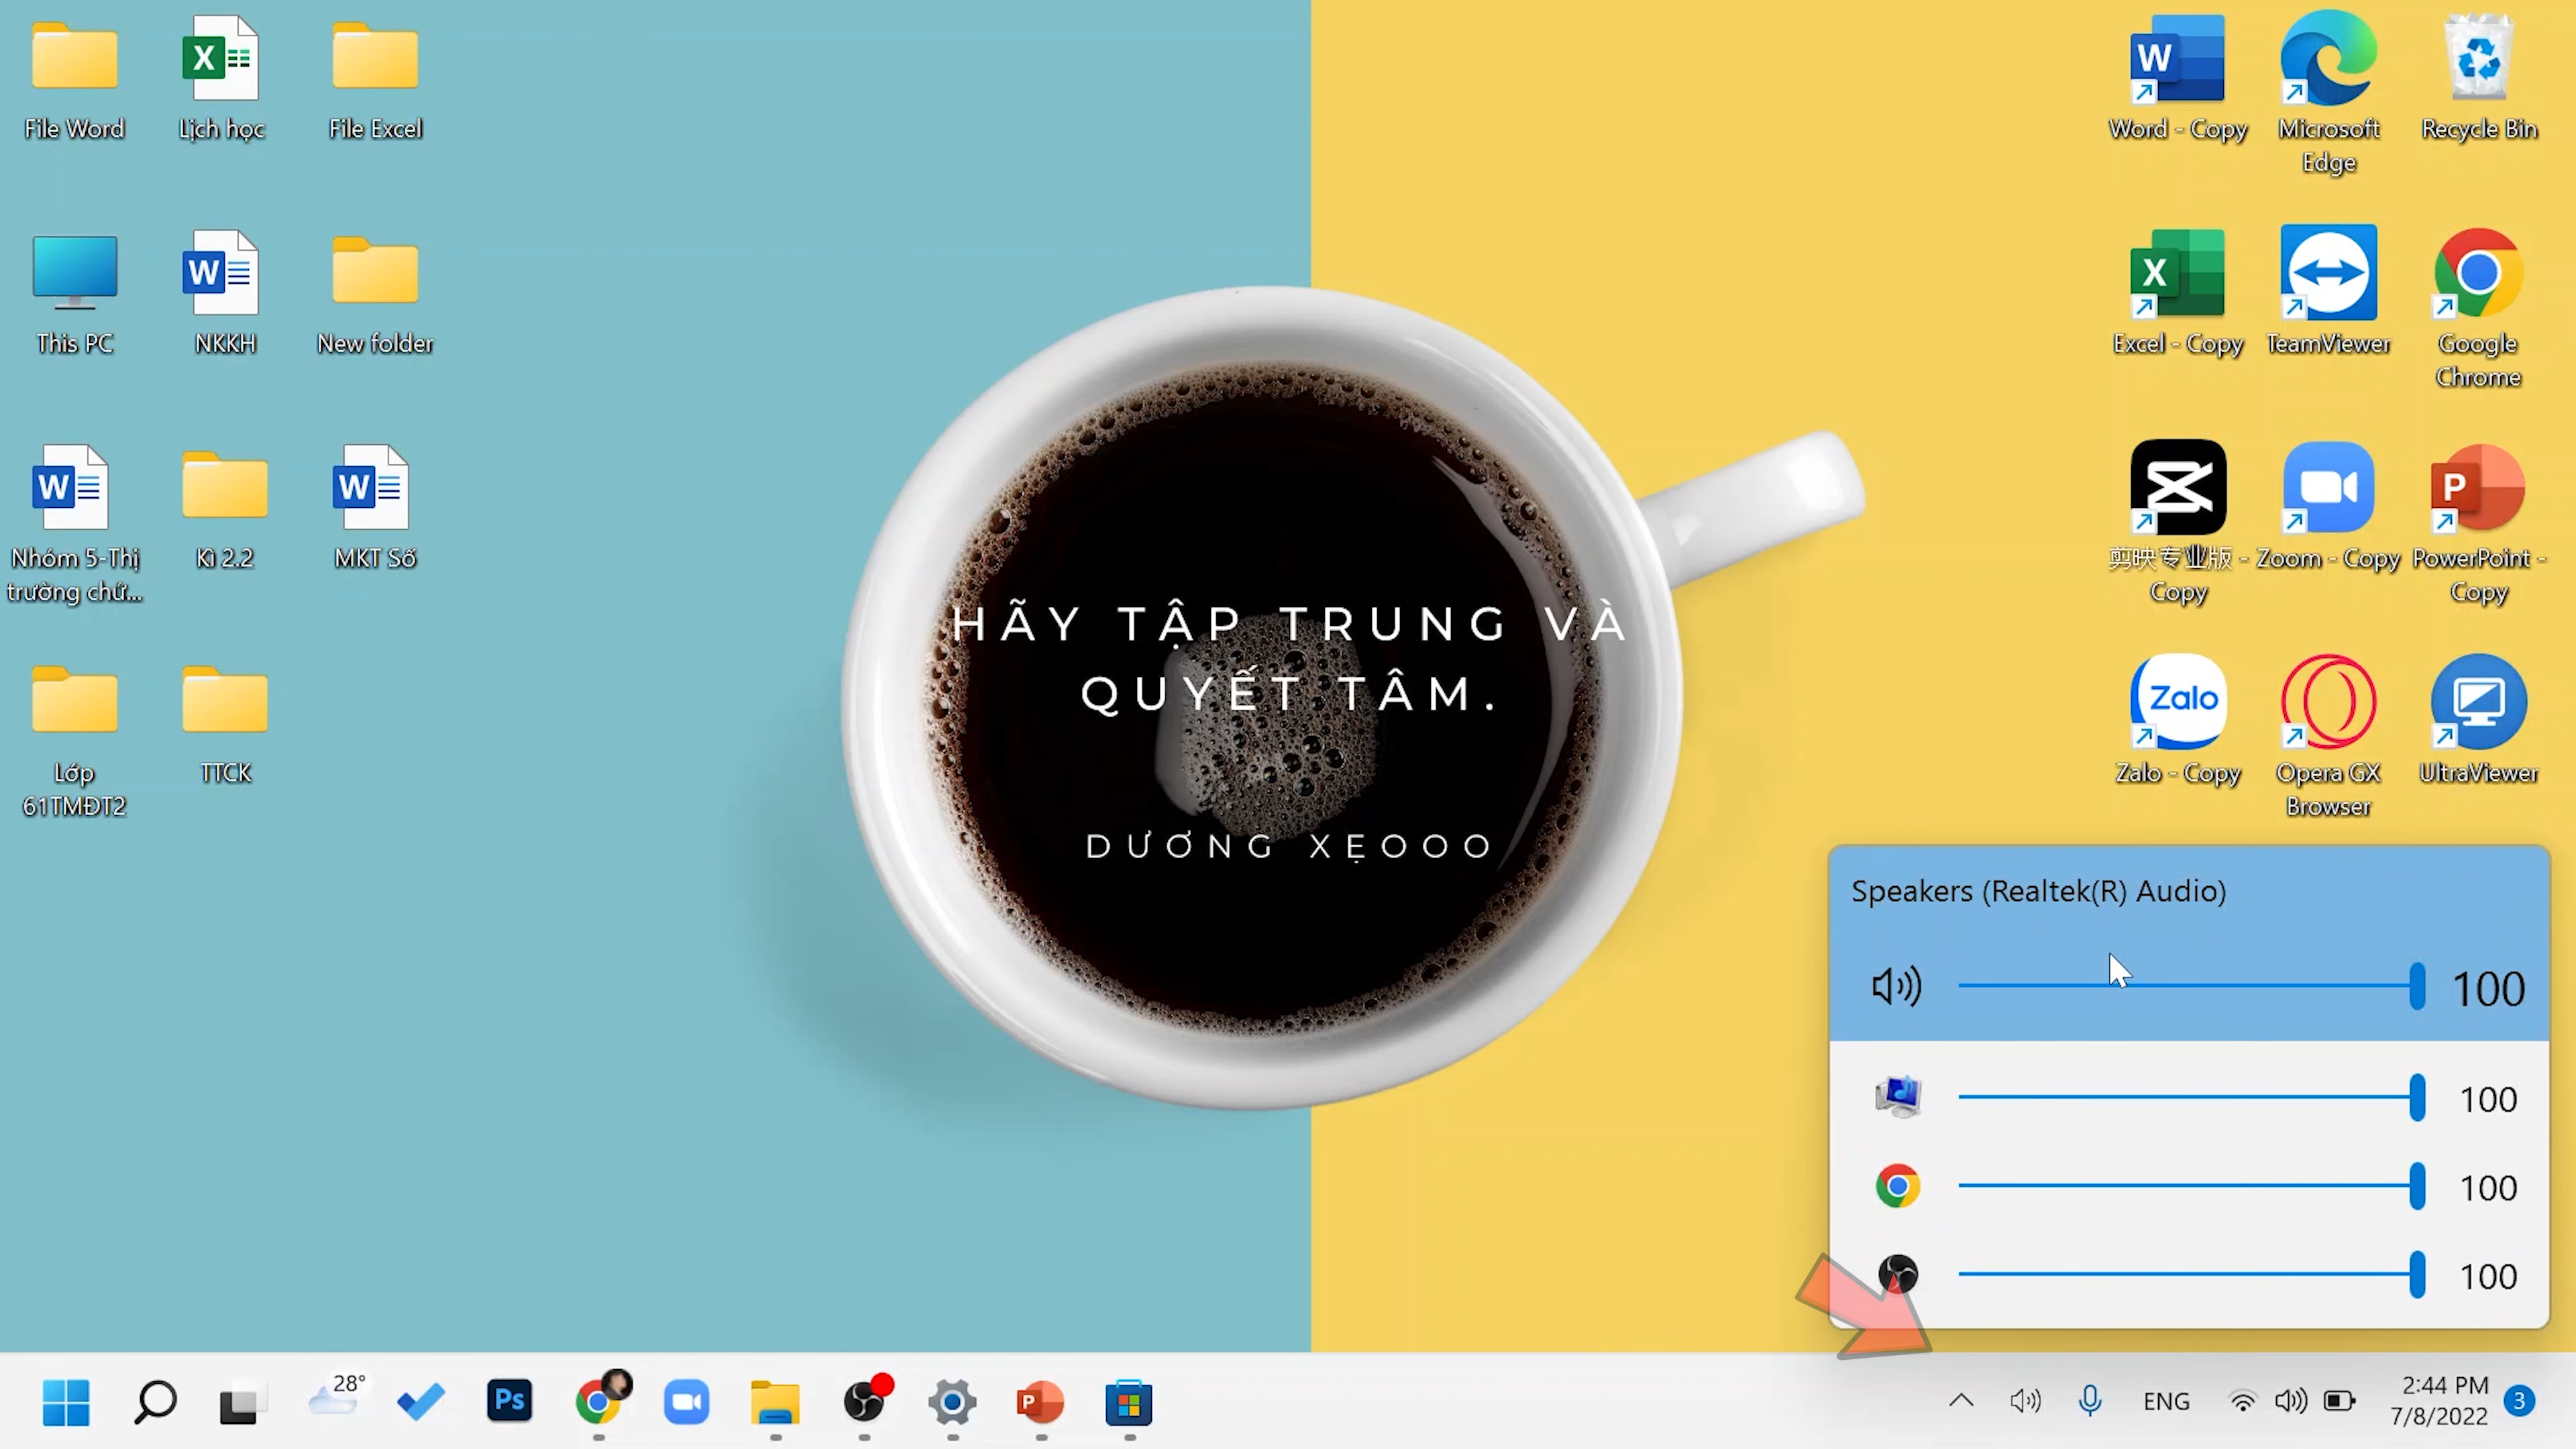 File Word
Lịch học
File Excel
Word - Copy
Microsoft
Edge
Recycle Bin
This PC
NKKH
New folder
Excel - Copy
TeamViewer
Google
Chrome
Nhóm 5-Thị
trường chứ...
Kì 2.2
MKT Số
剪映专业版 -
Copy
Zoom - Copy
PowerPoint -
Copy
Lớp
61TMĐT2
TTCK
Zalo
Zalo - Copy
Opera GX
Browser
UltraViewer
HÃY TẬP TRUNG VÀ
QUYẾT TÂM.
DƯƠNG XẸOOO
Speakers (Realtek(R) Audio)
100
100
100
100
28°
Ps
ENG
2:44 PM
7/8/2022
3